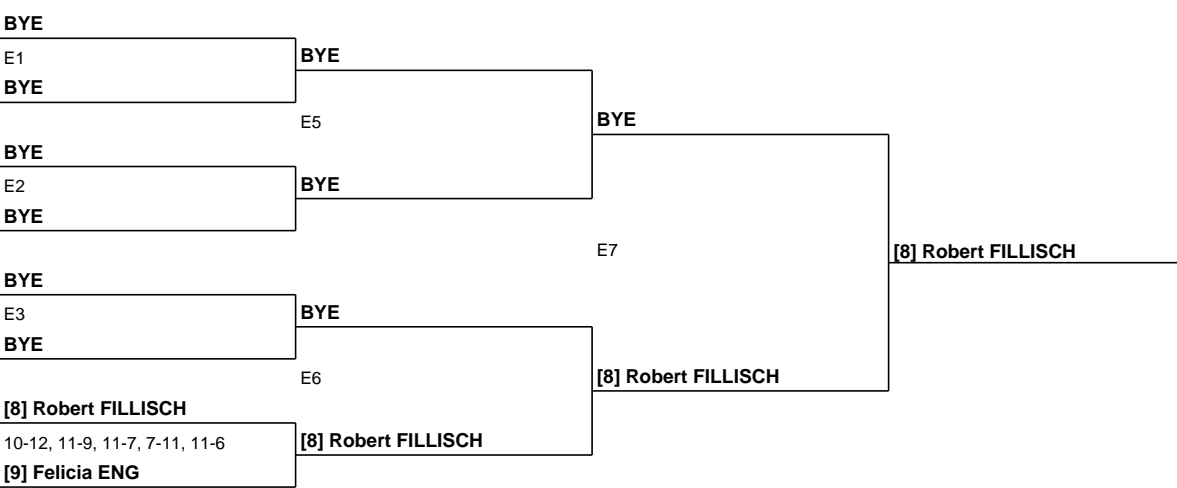 BYE
E1
BYE
BYE
E5
BYE
BYE
E2
BYE
BYE
E7
[8] Robert FILLISCH
BYE
E3
BYE
BYE
E6
[8] Robert FILLISCH
[8] Robert FILLISCH
10-12, 11-9, 11-7, 7-11, 11-6
[8] Robert FILLISCH
[9] Felicia ENG